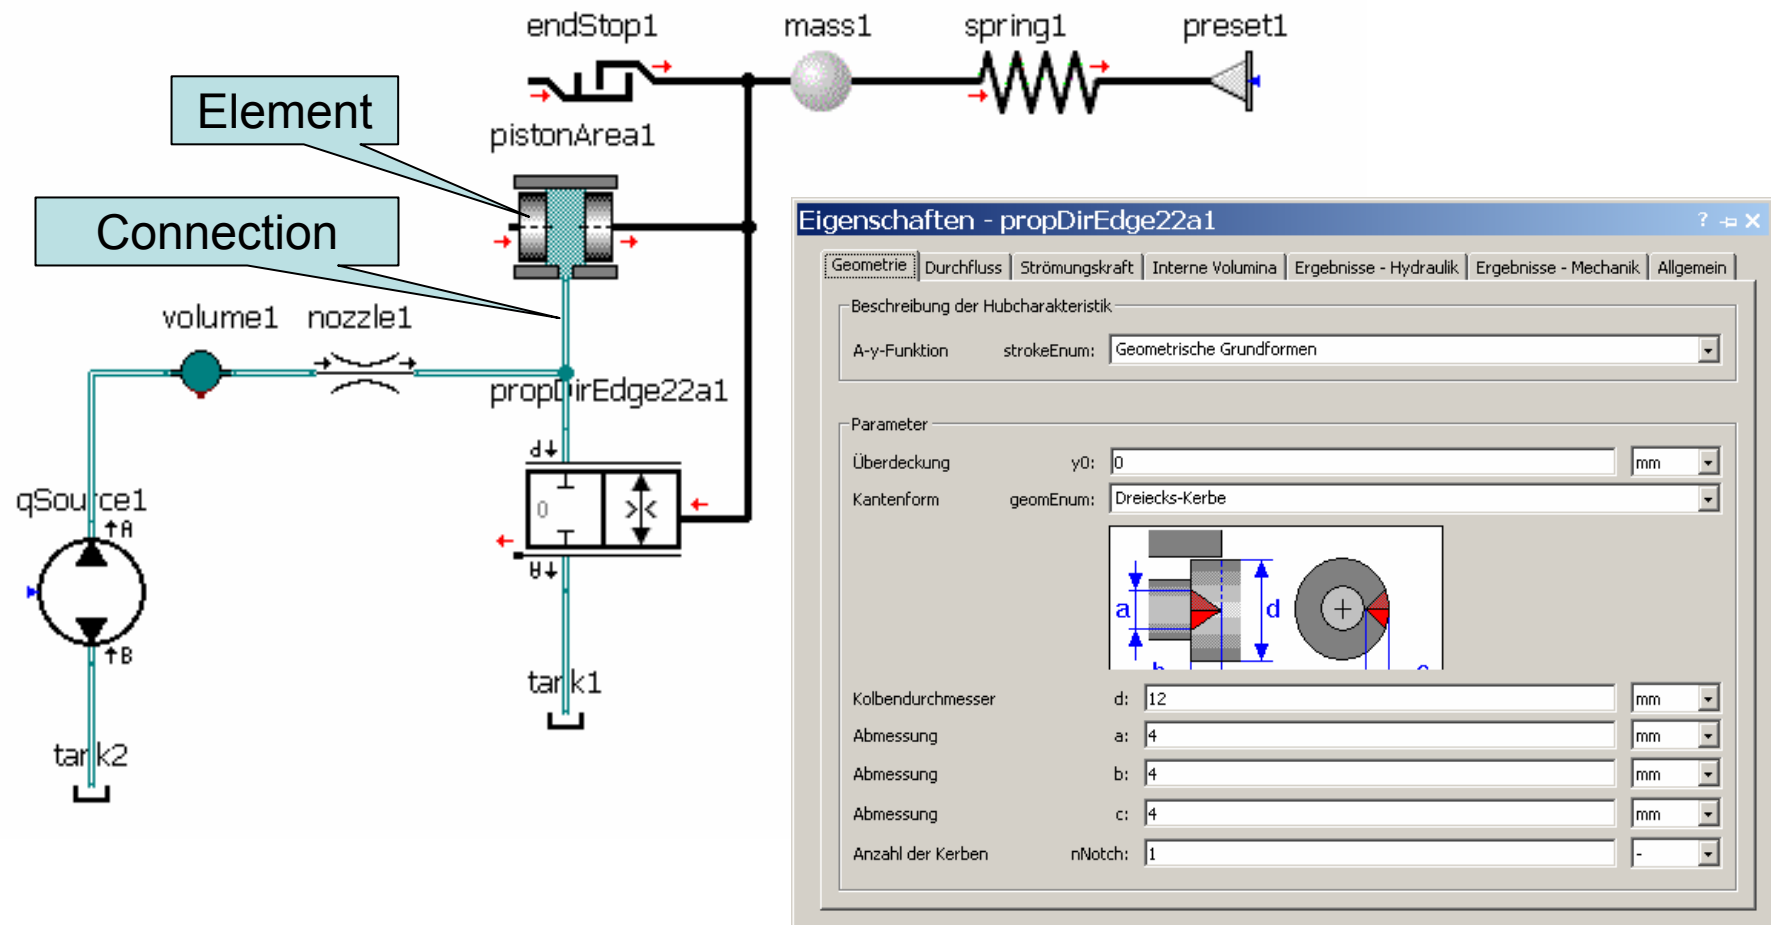 endStop1
mass1
spring1
preset1
Element
pistonArea1
Connection
volume1
nozzle1
propDirEdge22a1
P
0
A
qSource1
A
B
tank1
tank2
Eigenschaften - propDirEdge22a1
Geometrie Durchfluss Strömungskraft Interne Volumina Ergebnisse - Hydraulik Ergebnisse - Mechanik Allgemein
Beschreibung der Hubcharakteristik
A-y-Funktion strokeEnum: Geometrische Grundformen
Parameter
Überdeckung y0: 0 mm
Kantenform geomEnum: Dreiecks-Kerbe
a d
Kolbendurchmesser d: 12 mm
Abmessung a: 4 mm
Abmessung b: 4 mm
Abmessung c: 4 mm
Anzahl der Kerben nNotch: 1 -